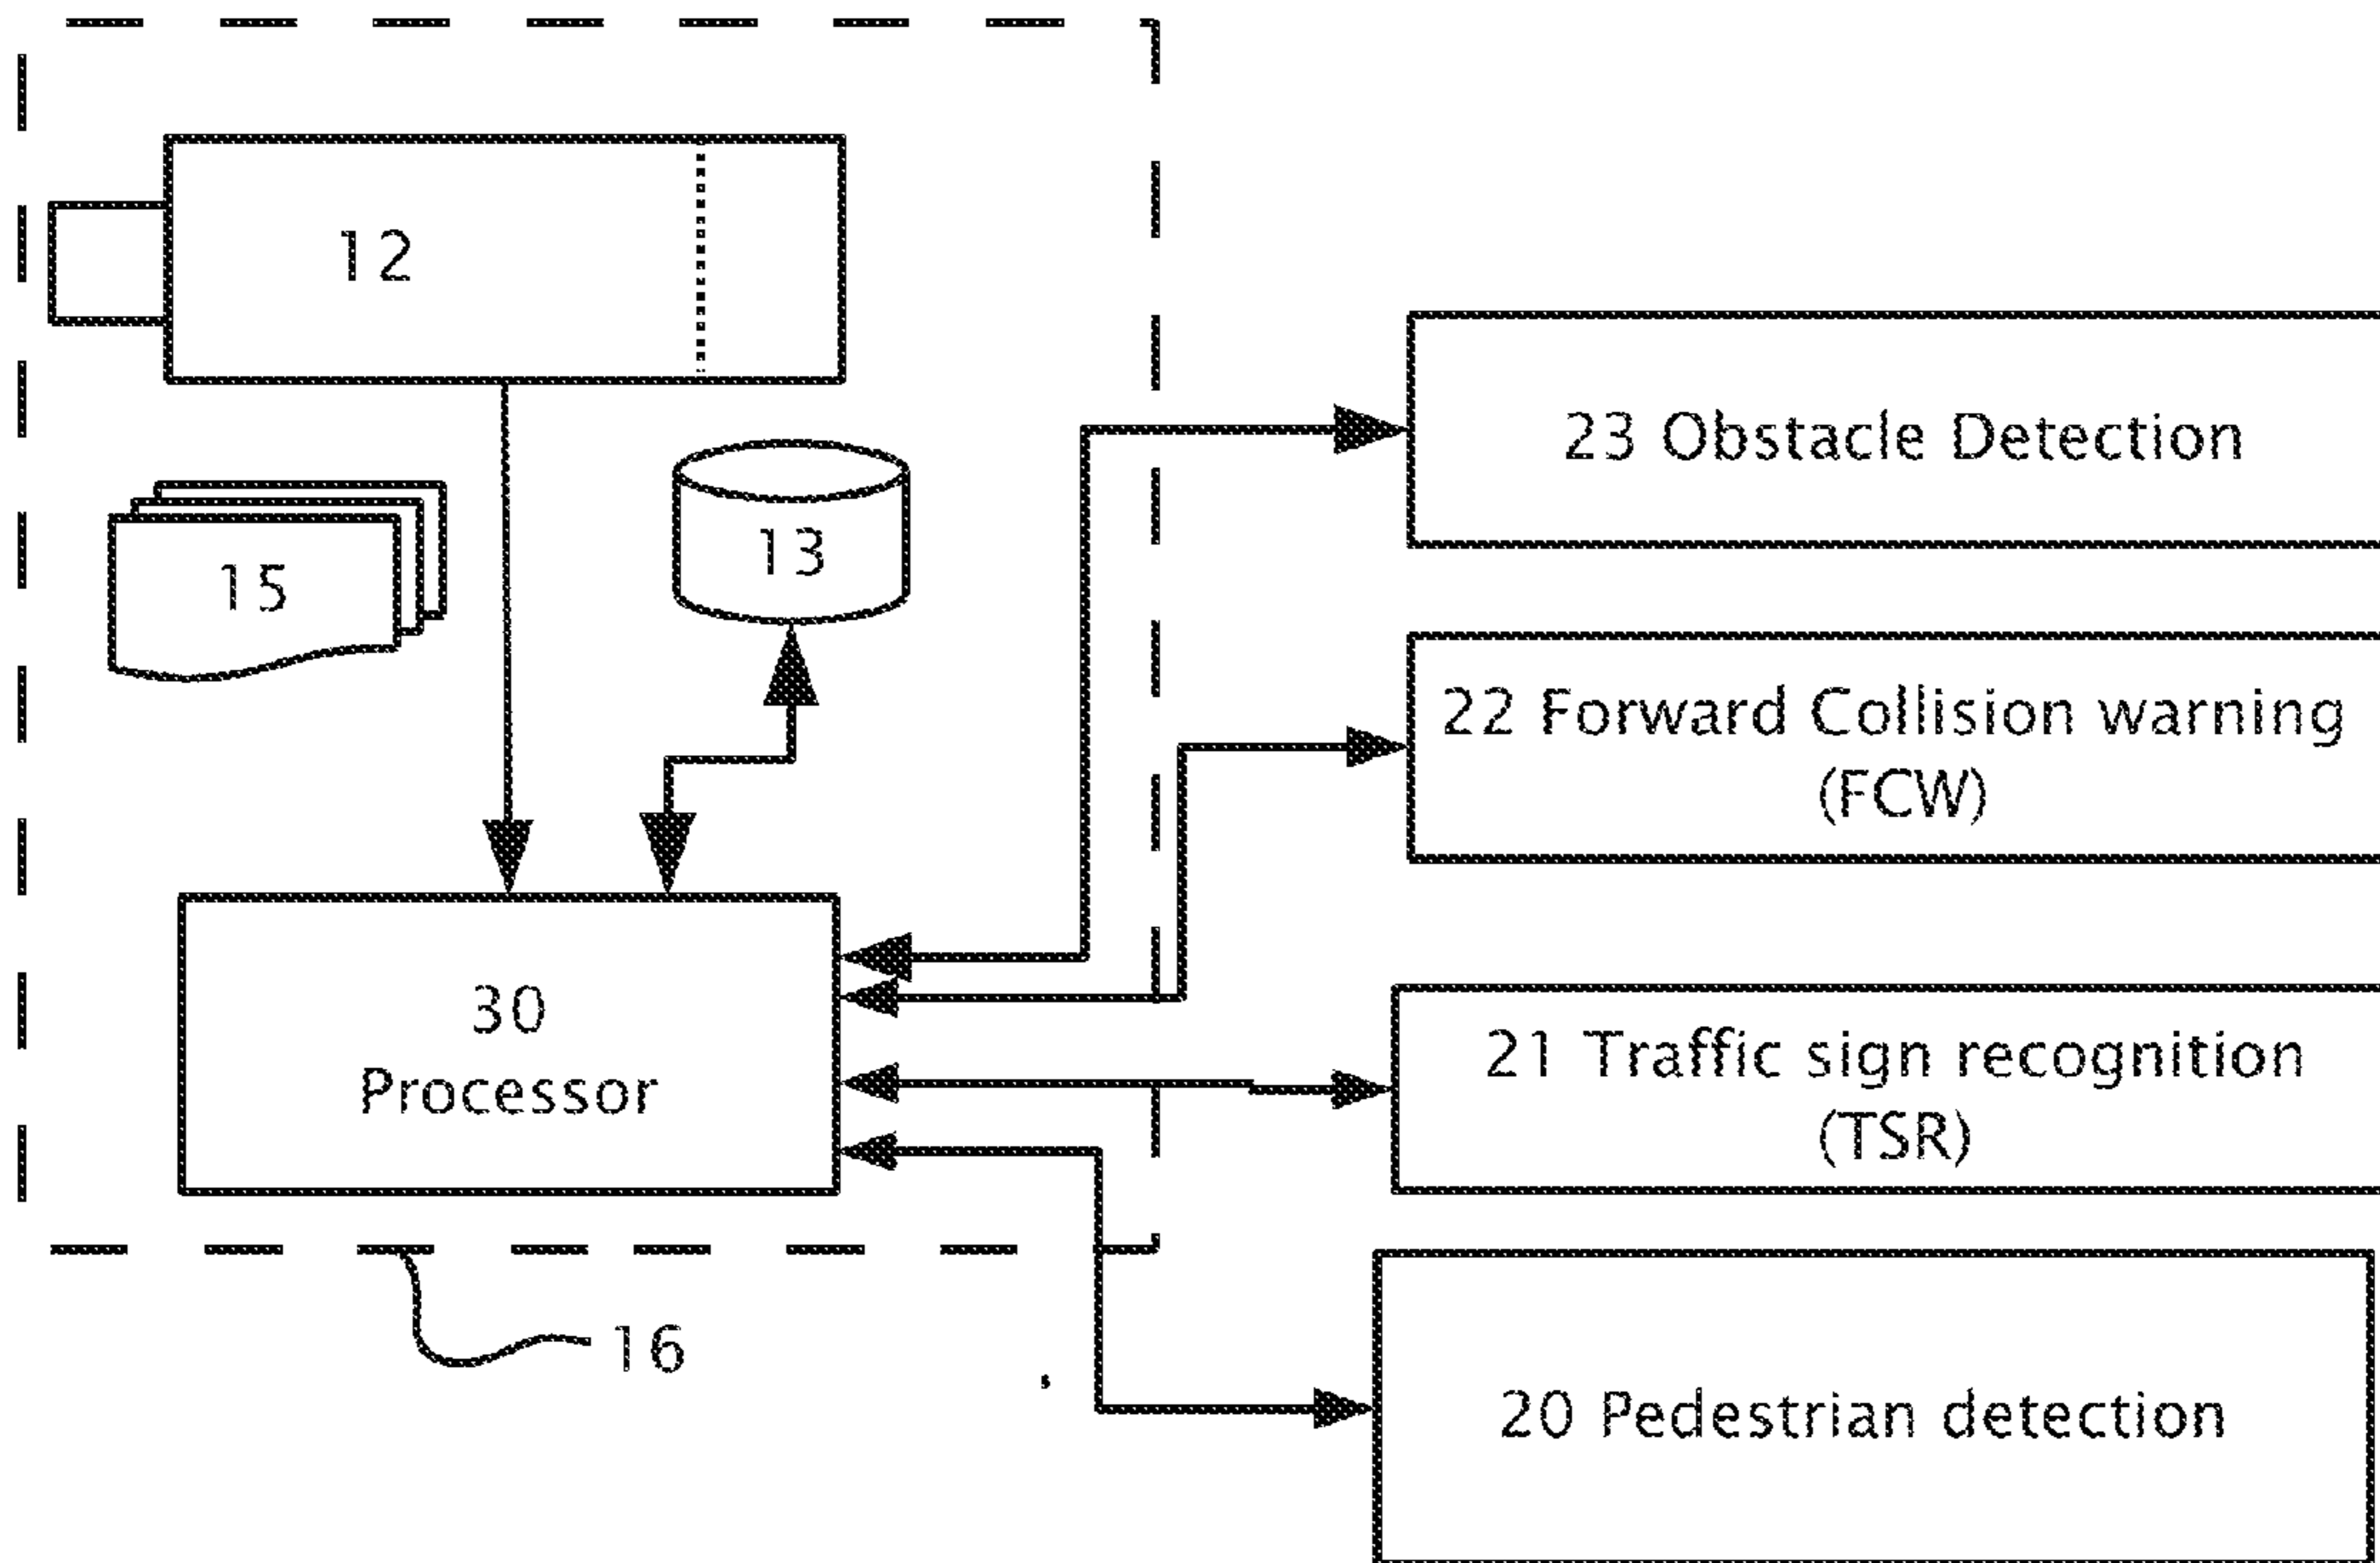 12
23 Obstacle Detection
13
15
22 Forward Collision warning
(FCW)
30
Processor
21 Traffic sign recognition
(TSR)
16
20 Pedestrian detection